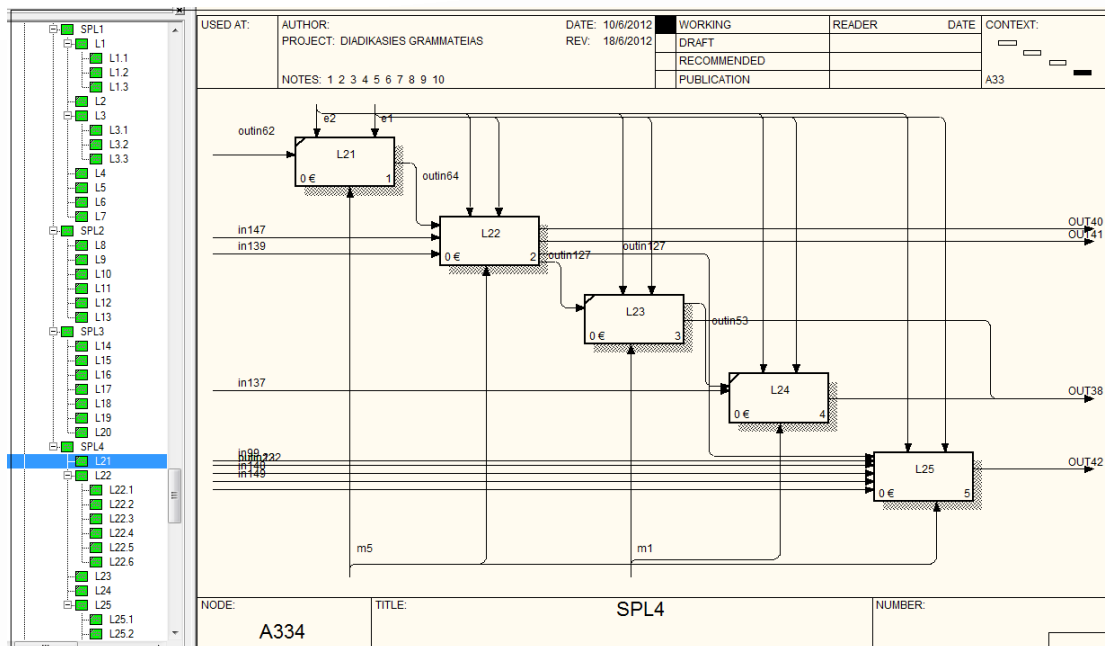 SPL1
L1
L1.1
L1.2
L1.3
L2
L3
L3.1
L3.2
L3.3
L4
L5
L6
L7
SPL2
L8
L9
L10
L11
L12
L13
SPL3
L14
L15
L16
L17
L18
L19
L20
SPL4
L21
L22
L22.1
L22.2
L22.3
L22.4
L22.5
L22.6
L23
L24
L25
L25.1
L25.2
USED AT:
AUTHOR:
DATE: 10/6/2012
PROJECT: DIADIKASIES GRAMMATEIAS
REV: 18/6/2012
NOTES: 1 2 3 4 5 6 7 8 9 10
WORKING
DRAFT
RECOMMENDED
PUBLICATION
READER
DATE
CONTEXT:
A33
e2
e1
outin62
L21
0 €
1
outin64
in147
in139
L22
0 €
2
outin127
outin127
OUT40
OUT41
L23
0 €
3
outin53
in137
L24
0 €
4
OUT38
in99
in149
L25
0 €
5
OUT42
m5
m1
NODE:
A334
TITLE:
SPL4
NUMBER: